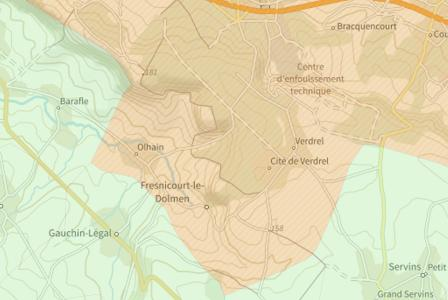 Bracquencourt
Cou
Centre
d'enfouissement
technique
181
Barafle
Verdrel
Olhain
Cité de Verdrel
Fresnicourt-le-
Dolmen
158
Gauchin-Légal
Servins
Petit
Grand Servins